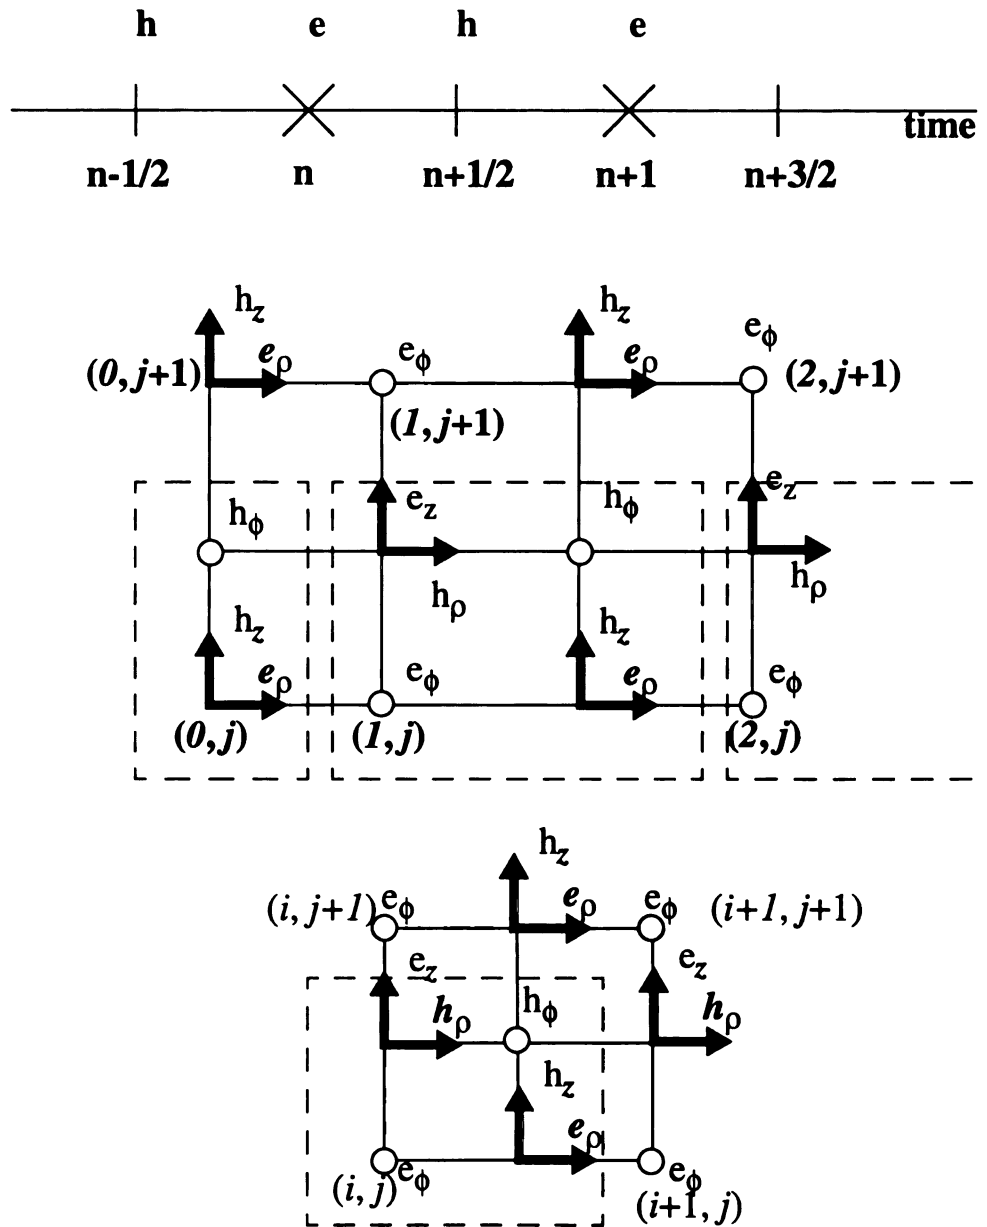 h e h e
time
n-1/2 n n+1/2 n+1 n+3/2
h_z h_z e_ϕ
(0, j+1) e_ρ e_ϕ e_ρ (2, j+1)
(1, j+1)
h_ϕ e_z h_ϕ e_z
h_ρ h_ρ
h_z h_z
e_ρ e_ϕ e_ρ e_ϕ
(0, j) (1, j) (2, j)
h_z
(i, j+1) e_ϕ e_ρ e_ϕ (i+1, j+1)
e_z e_z
h_ρ h_ϕ h_ρ
h_z
e_ρ
(i, j) e_ϕ e_ϕ
(i+1, j)